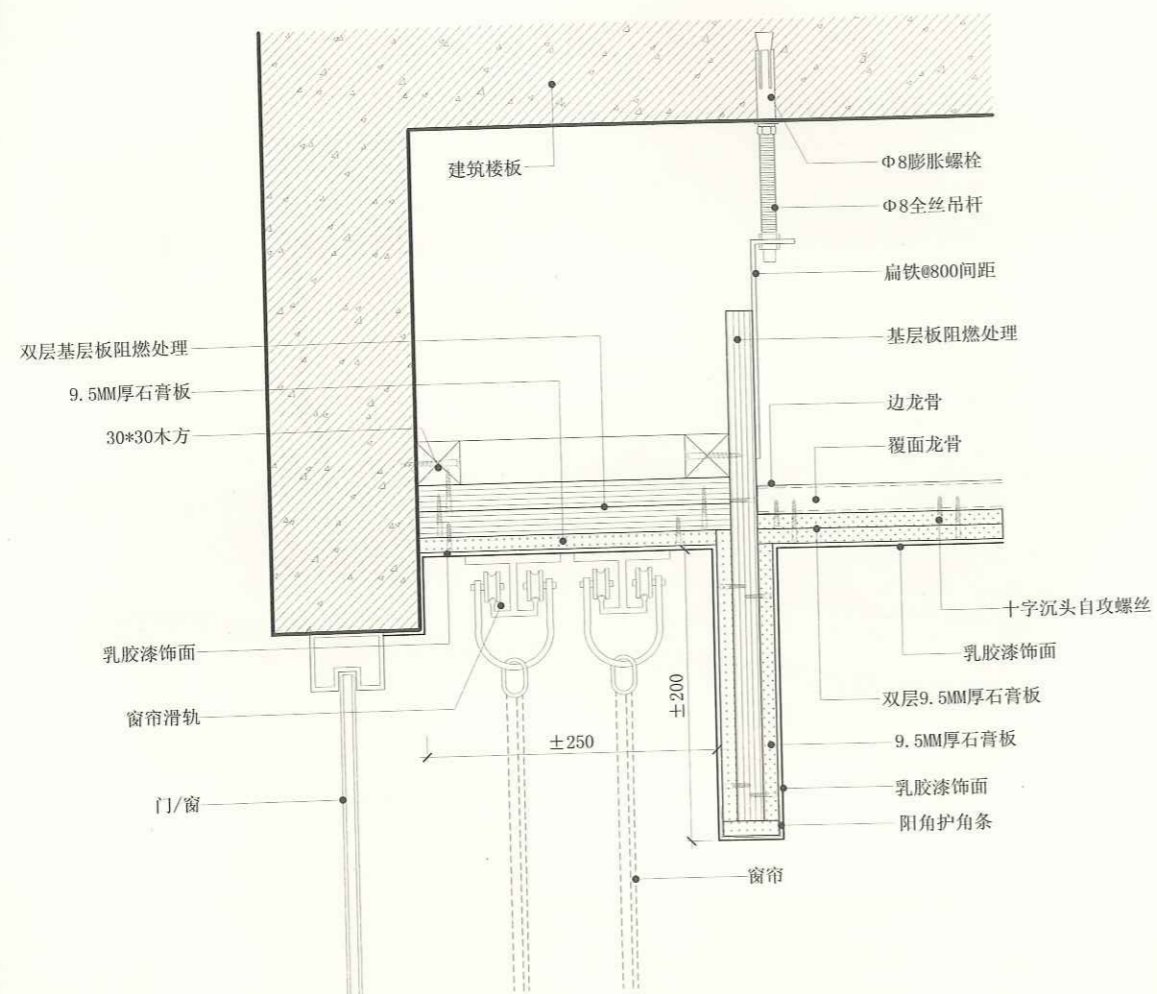 建筑楼板
Φ8膨胀螺栓
Φ8全丝吊杆
扁铁@800间距
基层板阻燃处理
边龙骨
覆面龙骨
双层基层板阻燃处理
9.5MM厚石膏板
30*30木方
乳胶漆饰面
窗帘滑轨
门/窗
±250
±200
窗帘
十字沉头自攻螺丝
乳胶漆饰面
双层9.5MM厚石膏板
9.5MM厚石膏板
乳胶漆饰面
阳角护角条